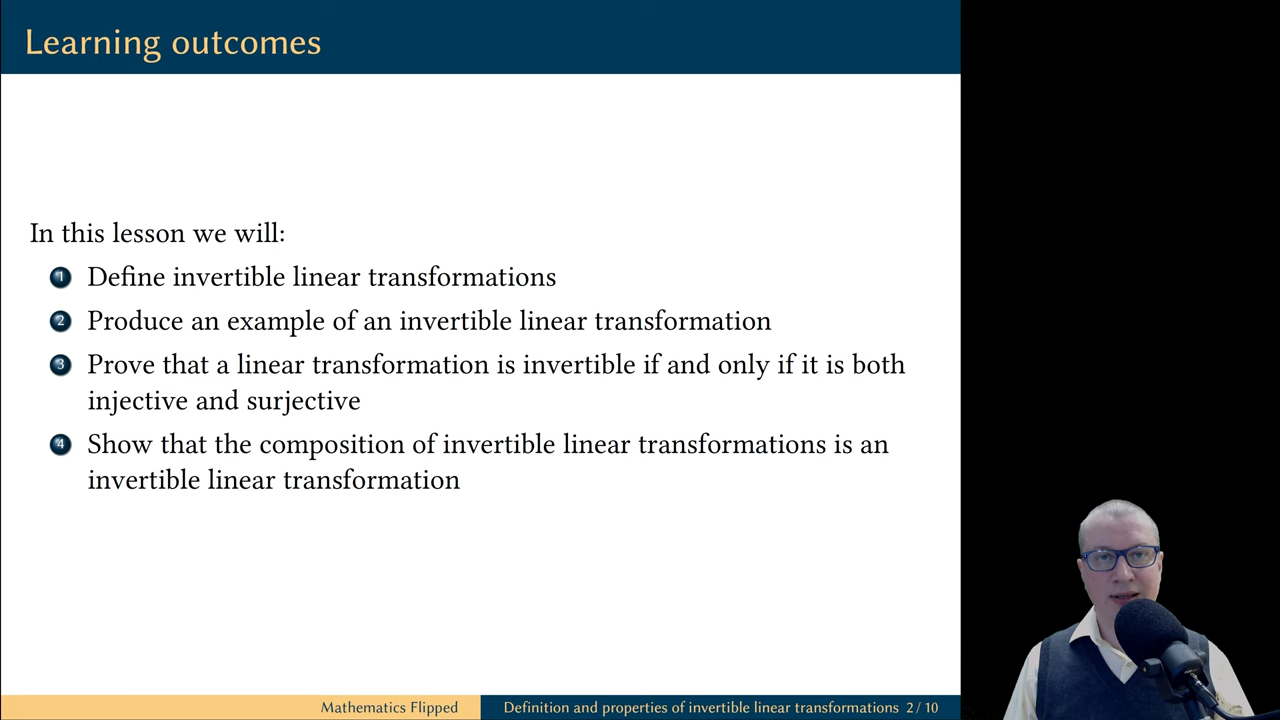 Learning outcomes
In this lesson we will:
1 Define invertible linear transformations
2 Produce an example of an invertible linear transformation
3 Prove that a linear transformation is invertible if and only if it is both
injective and surjective
4 Show that the composition of invertible linear transformations is an
invertible linear transformation
Mathematics Flipped
Definition and properties of invertible linear transformations 2 / 10